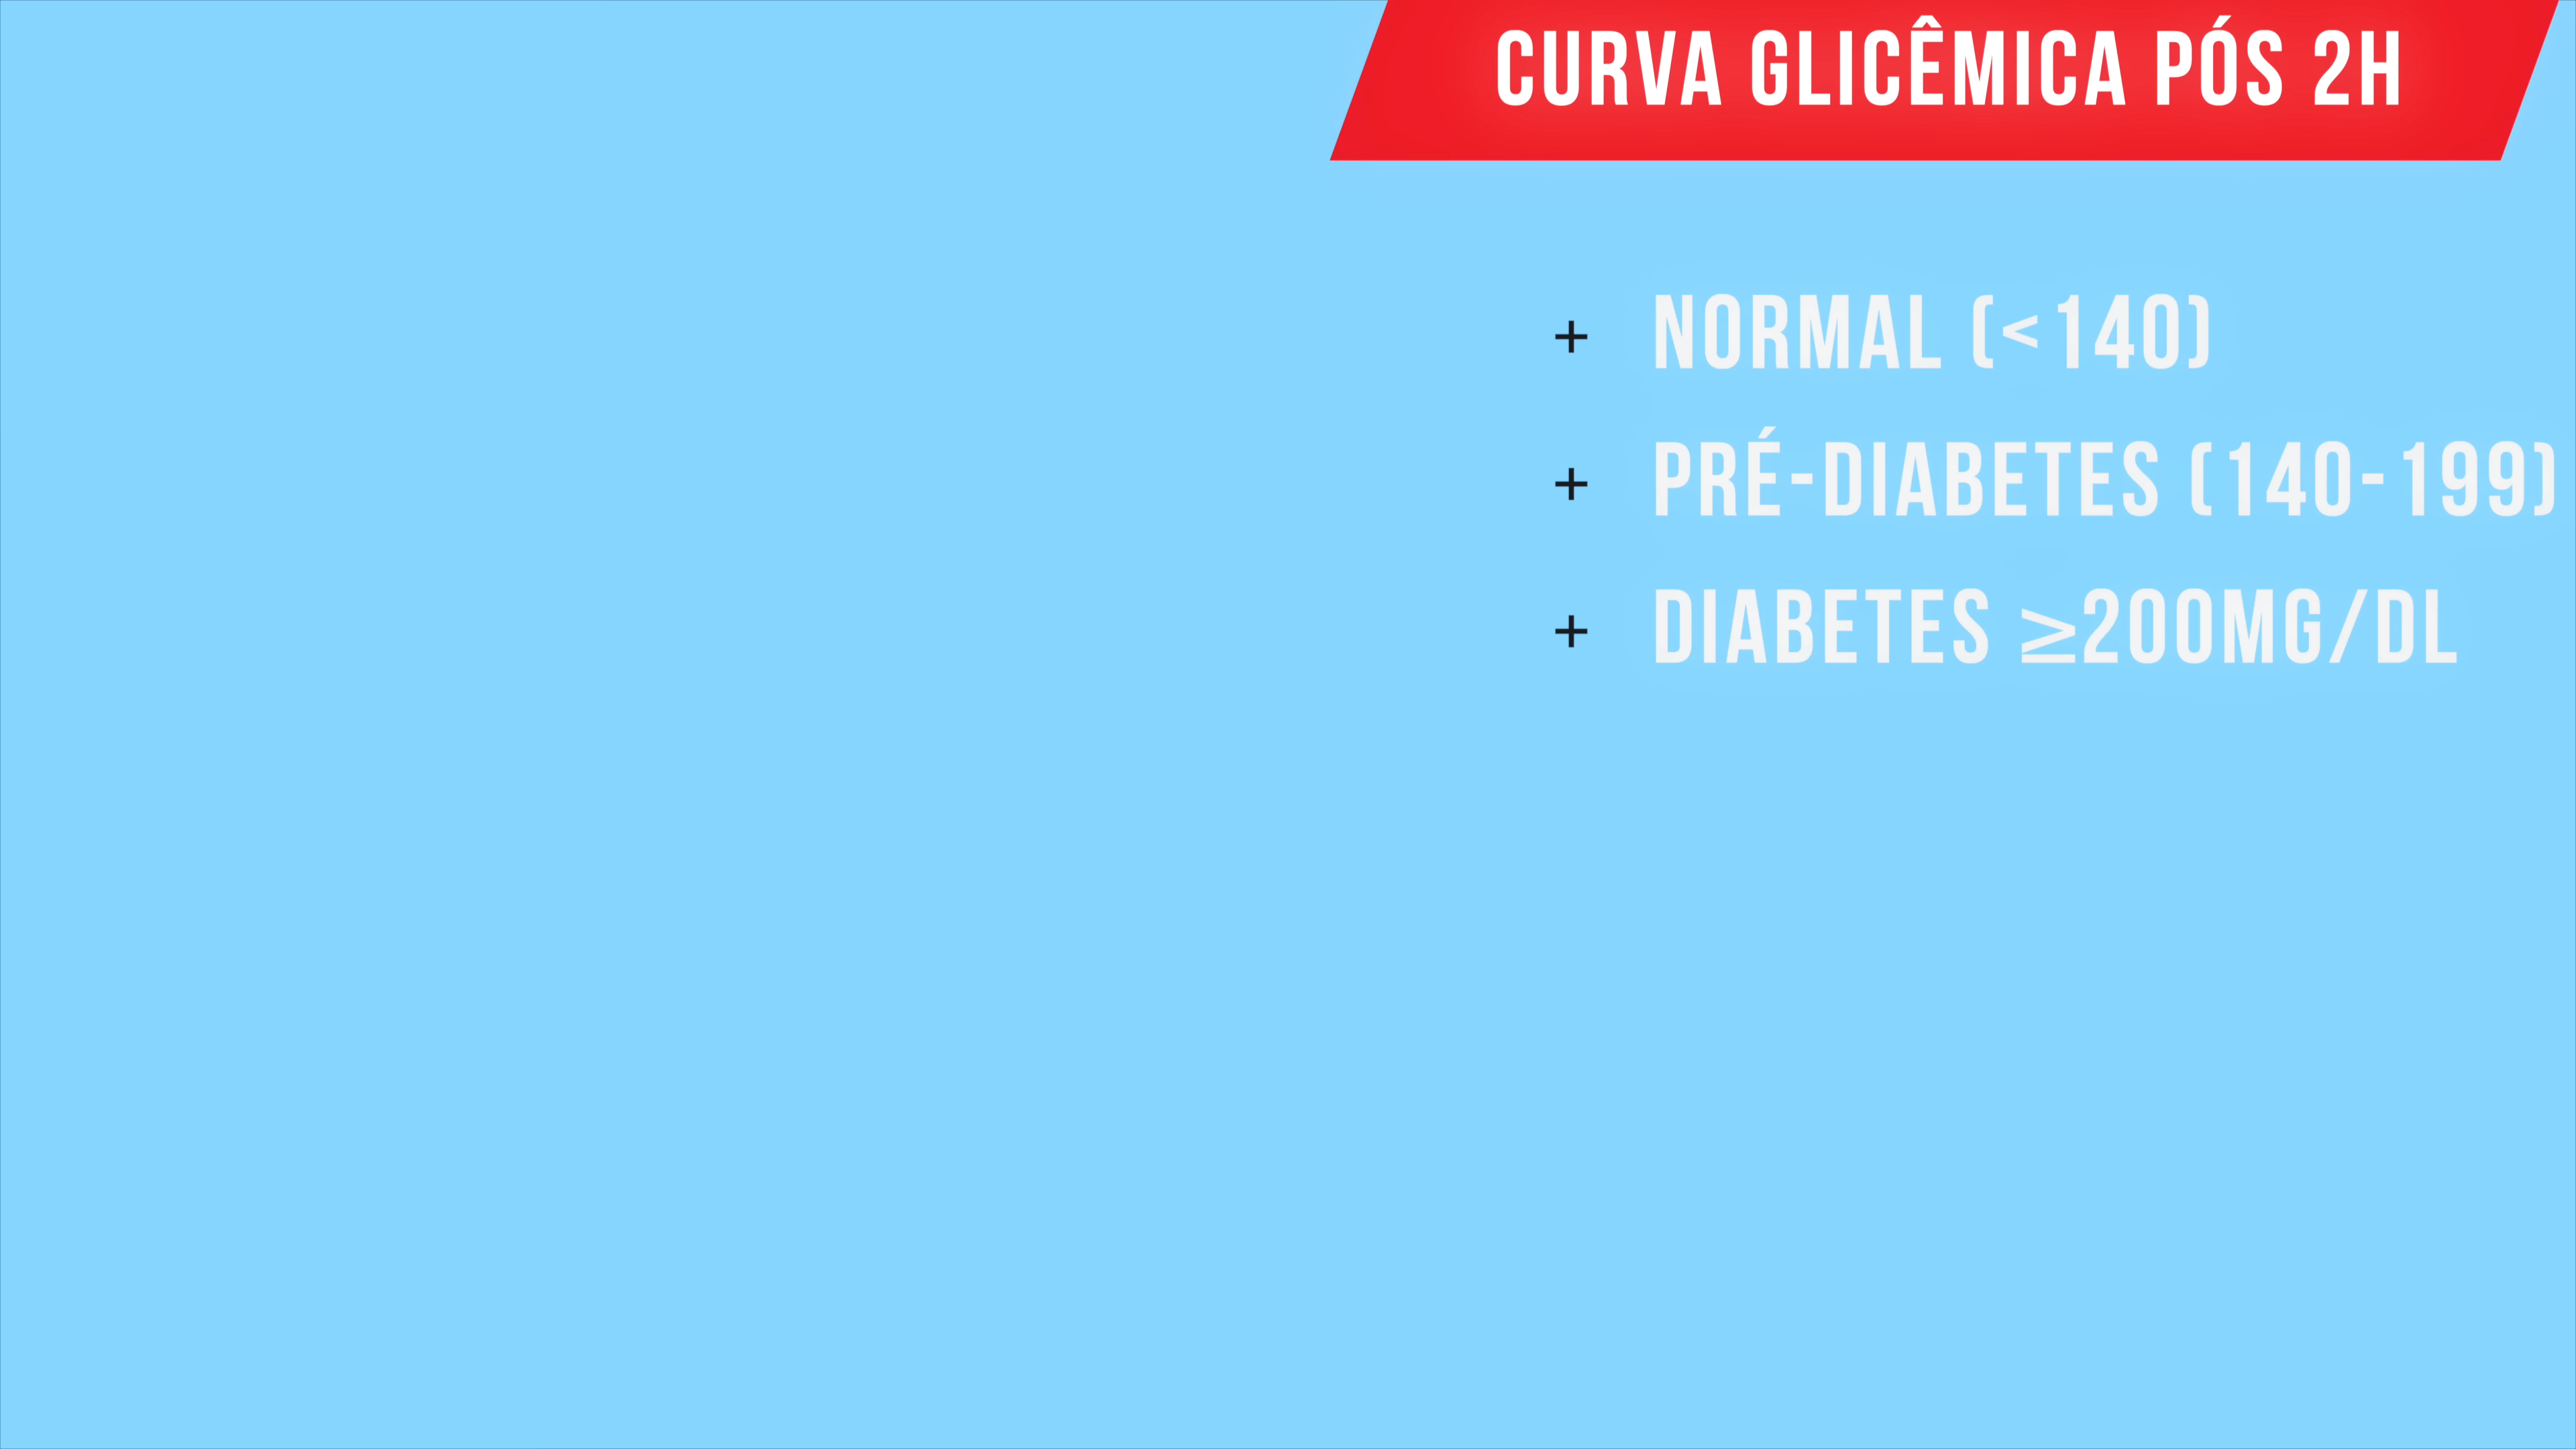 CURVA GLICÊMICA PÓS 2H
+ NORMAL (<140)
+ PRÉ-DIABETES (140-199)
+ DIABETES ≥200MG/DL